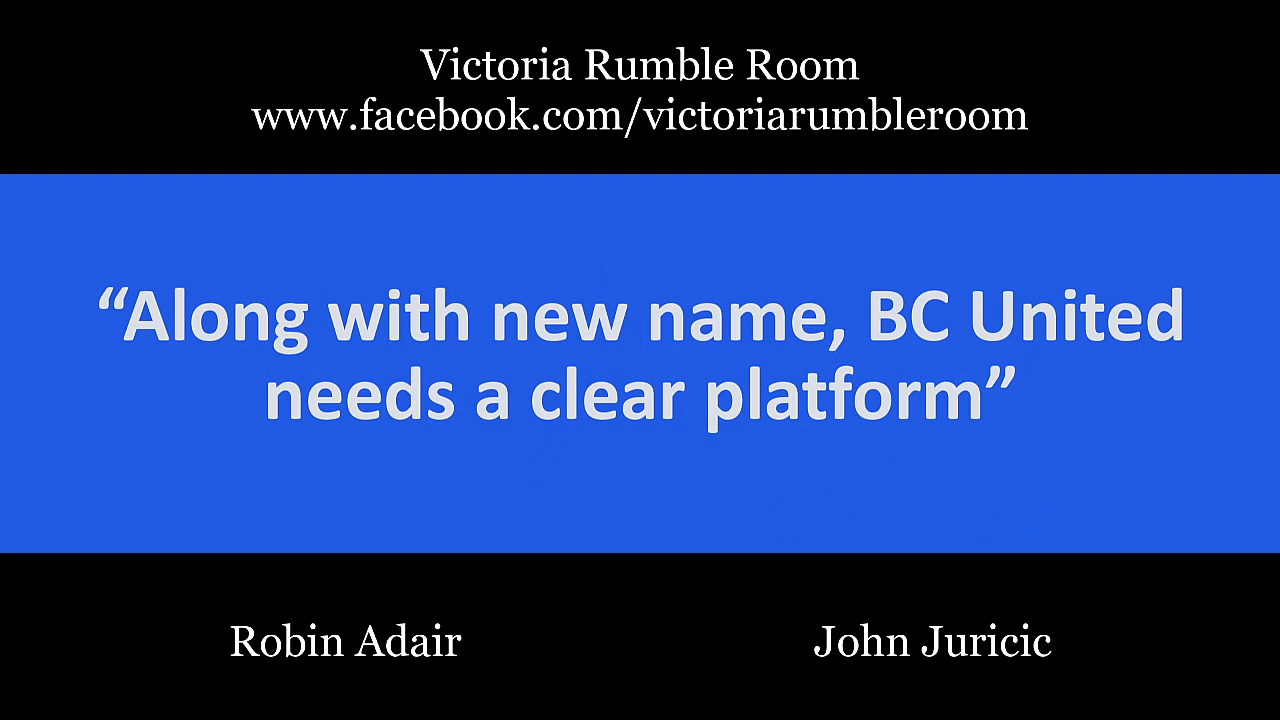 Victoria Rumble Room
www.facebook.com/victoriarumbleroom
“Along with new name, BC United
needs a clear platform”
Robin Adair
John Juricic